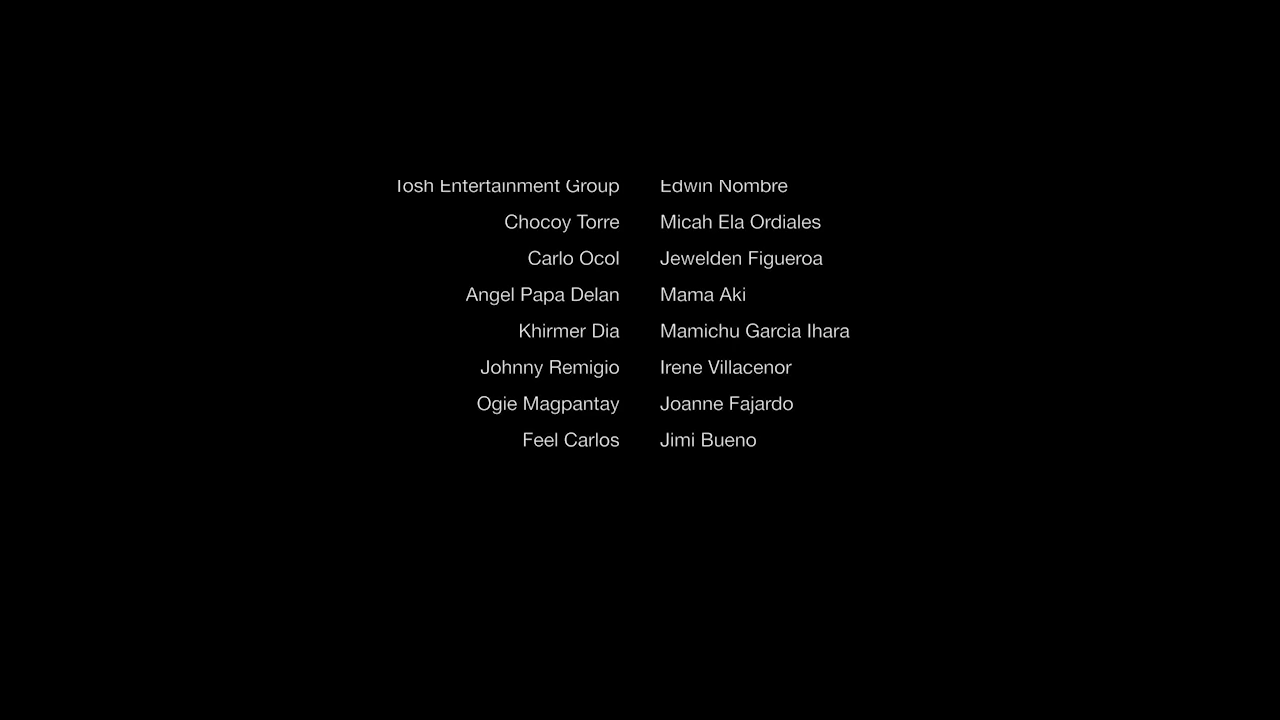 Tosh Entertainment Group Edwin Nombre
Chocoy Torre Micah Ela Ordiales
Carlo Ocol Jewelden Figueroa
Angel Papa Delan Mama Aki
Khirmer Dia Mamichu Garcia Ihara
Johnny Remigio Irene Villacenor
Ogie Magpantay Joanne Fajardo
Feel Carlos Jimi Bueno